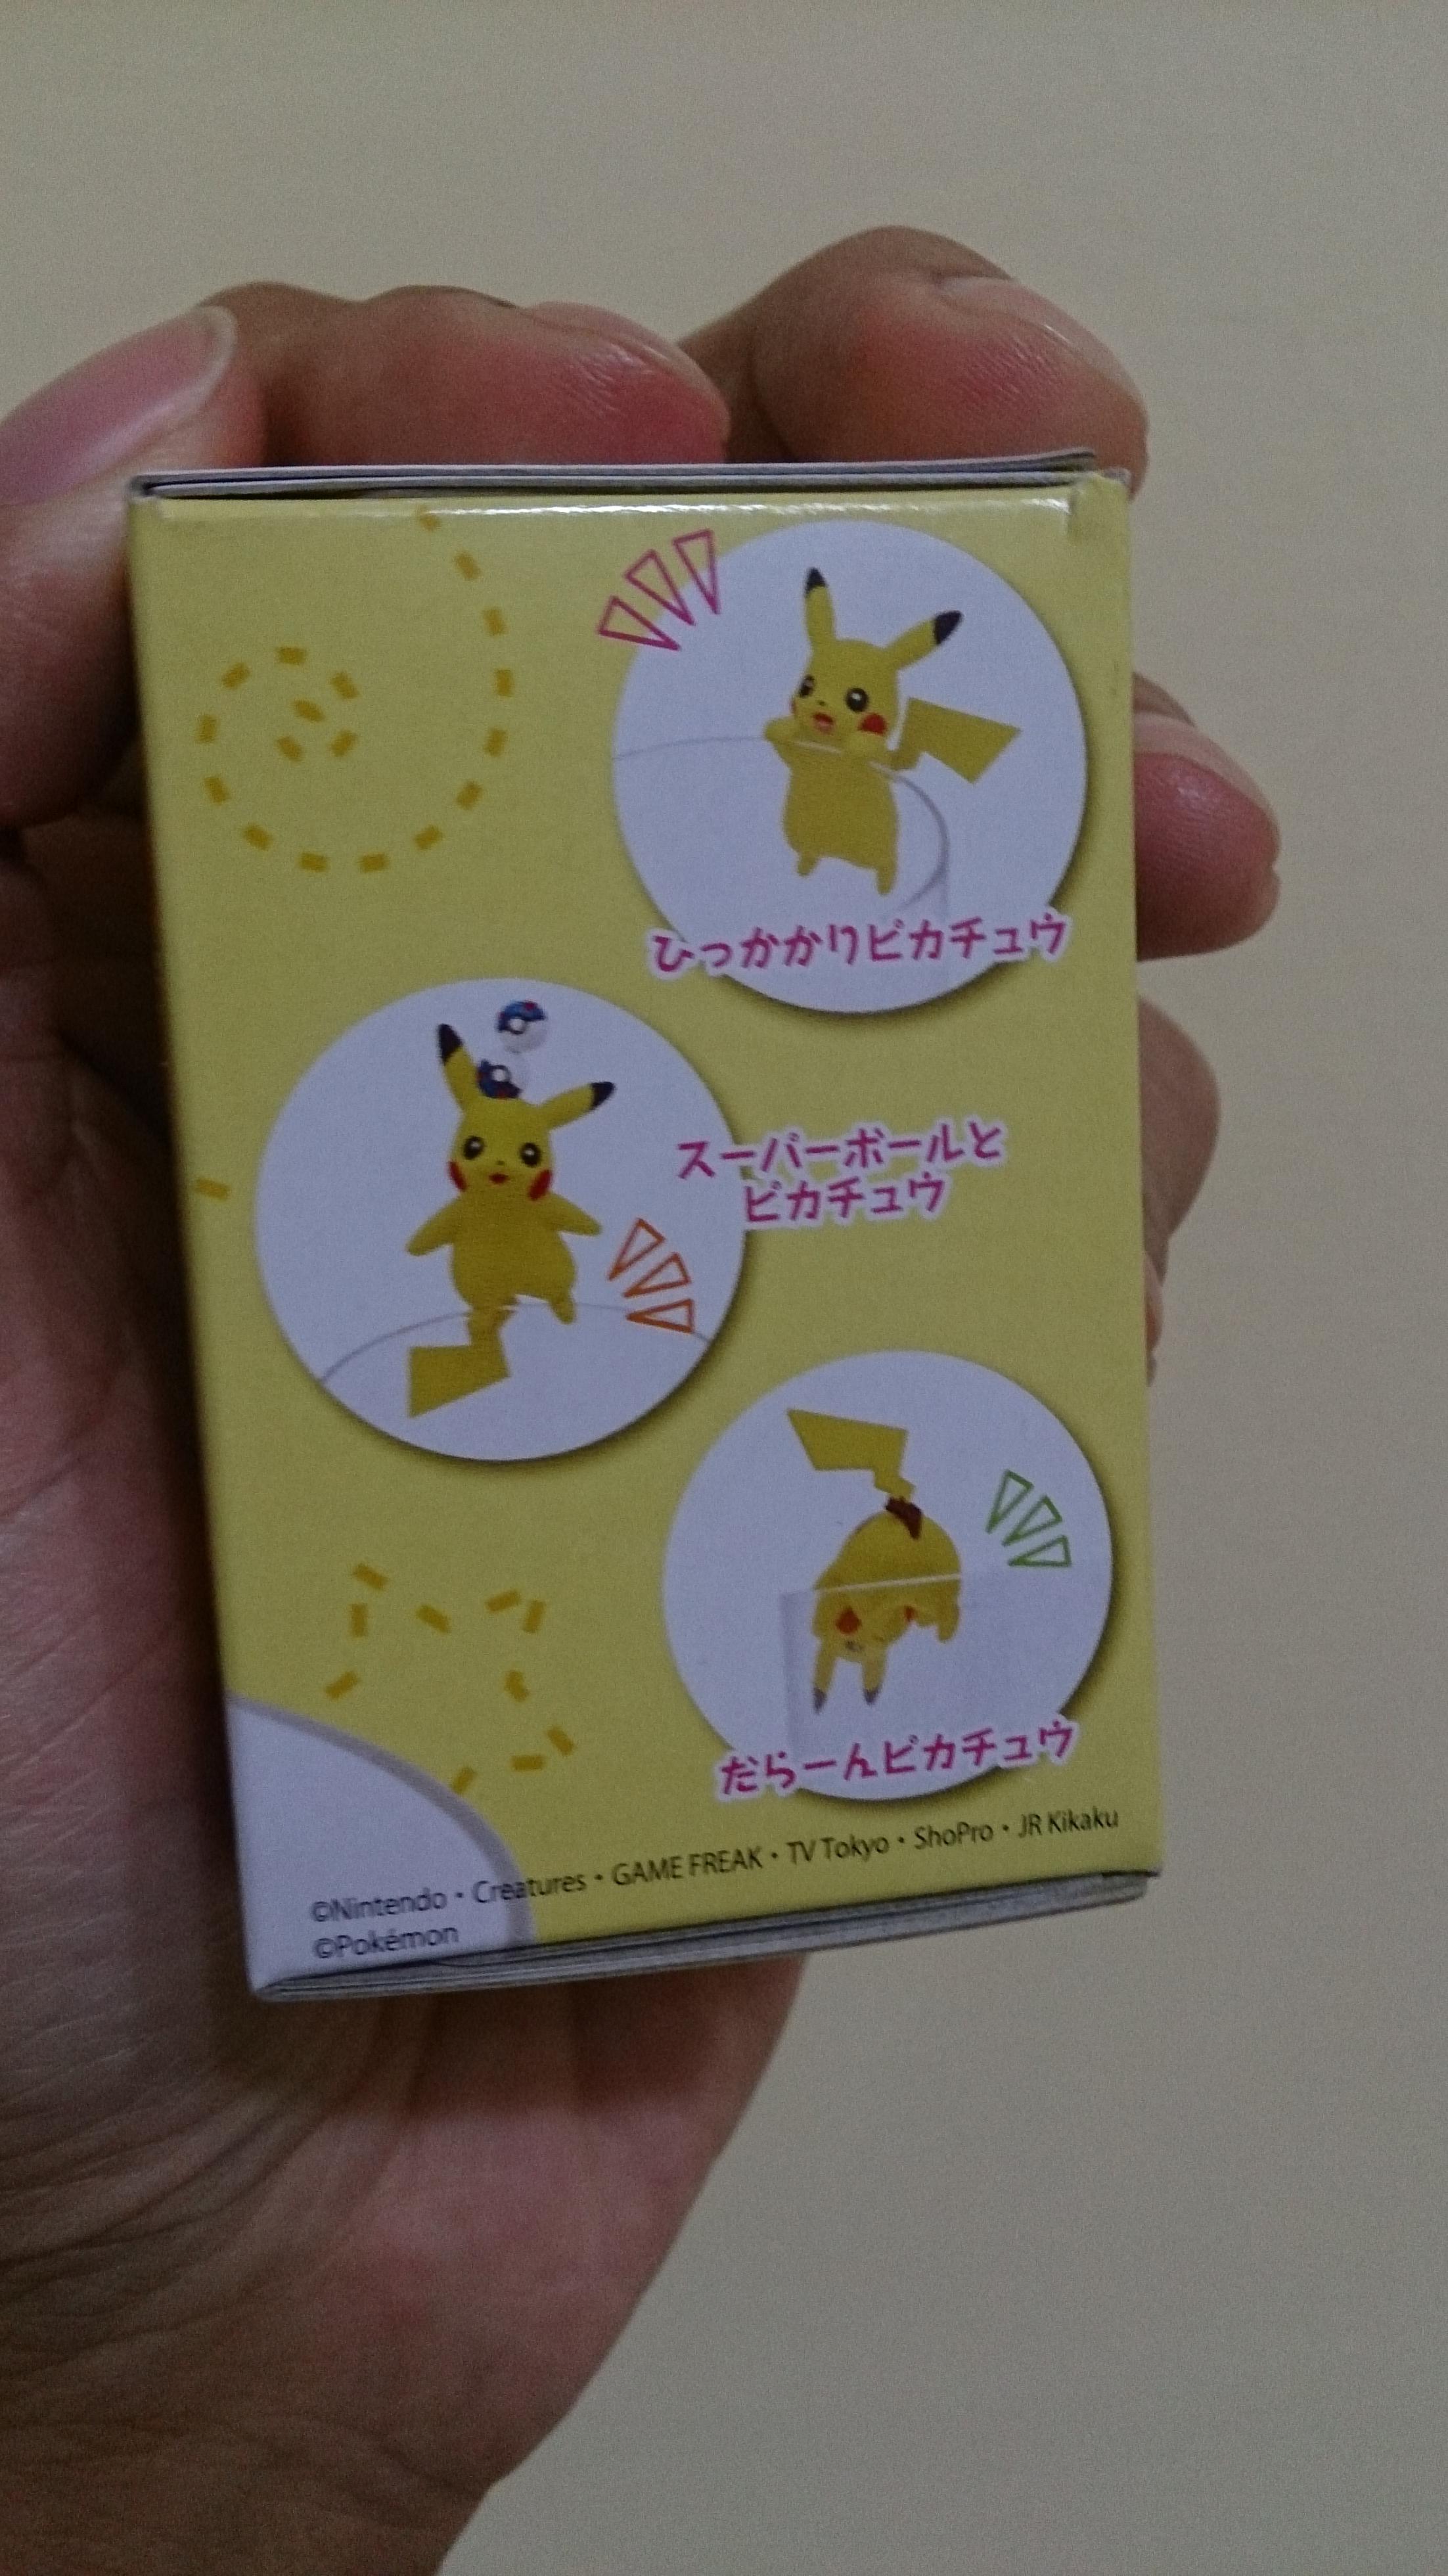 ひっかかりピカチュウ
スーパーボールと
ピカチュウ
だらーんピカチュウ
©Nintendo・Creatures・GAME FREAK・TV Tokyo・ShoPro・JR Kikaku
©Pokémon